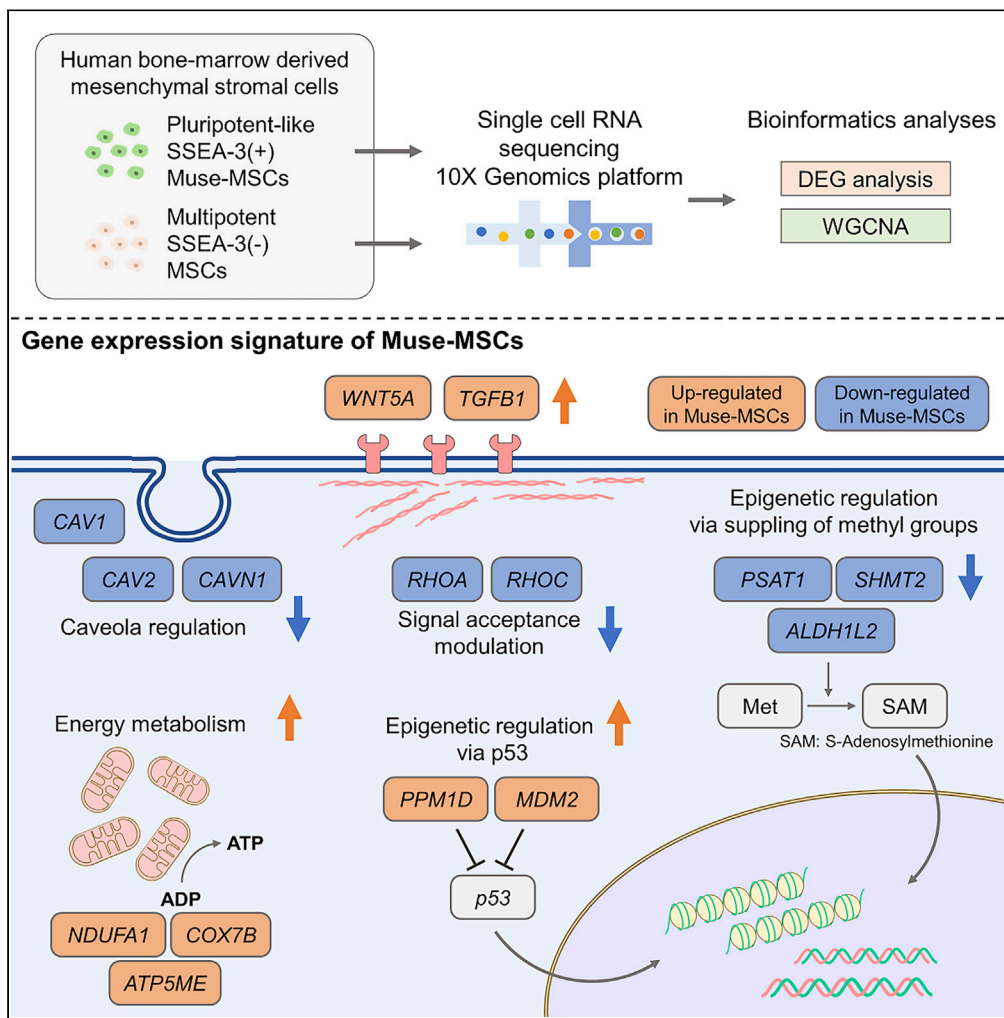 Human bone-marrow derived
mesenchymal stromal cells
Pluripotent-like
SSEA-3(+)
Muse-MSCs
Multipotent
SSEA-3(-)
MSCs
Single cell RNA
sequencing
10X Genomics platform
Bioinformatics analyses
DEG analysis
WGCNA
Gene expression signature of Muse-MSCs
WNT5A
TGFB1
Up-regulated
in Muse-MSCs
Down-regulated
in Muse-MSCs
CAV1
CAV2
CAVN1
Caveola regulation
RHOA
RHOC
Signal acceptance
modulation
Epigenetic regulation
via suppling of methyl groups
PSAT1
SHMT2
ALDH1L2
Met
SAM
SAM: S-Adenosylmethionine
Energy metabolism
ATP
ADP
NDUFA1
COX7B
ATP5ME
Epigenetic regulation
via p53
PPM1D
MDM2
p53